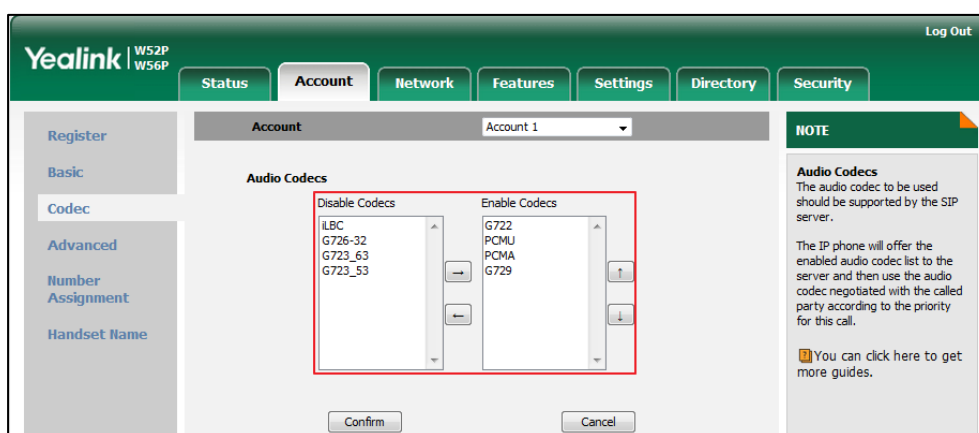 Log Out
Yealink W52P
W56P
Status Account Network Features Settings Directory Security
Register
Basic
Codec
Advanced
Number
Assignment
Handset Name
Account Account 1
Audio Codecs
Disable Codecs Enable Codecs
iLBC
G726-32
G723_63
G723_53
G722
PCMU
PCMA
G729
→
←
↑
↓
Confirm Cancel
NOTE
Audio Codecs
The audio codec to be used
should be supported by the SIP
server.
The IP phone will offer the
enabled audio codec list to the
server and then use the audio
codec negotiated with the called
party according to the priority
for this call.
You can click here to get
more guides.